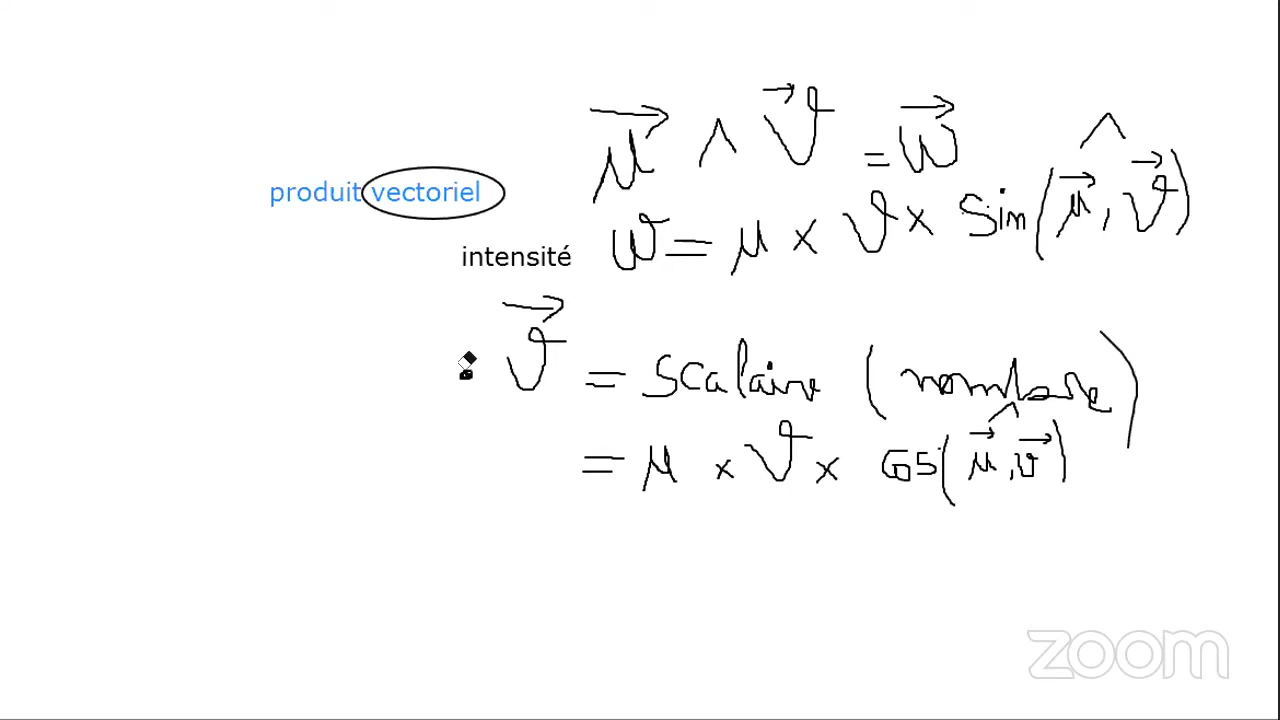 μ⃗ ∧ ϑ⃗ = w⃗
produit vectoriel
intensité w = μ × ϑ × Sin(μ⃗, ϑ⃗)
. ϑ⃗ = scalaire (nombre)
= μ × ϑ × cos(μ⃗, ϑ⃗)
zoom